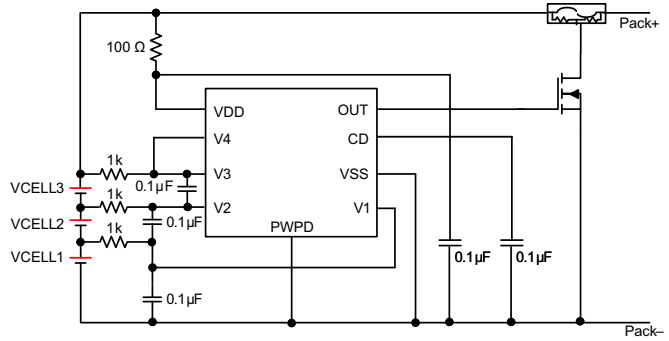 Pack+
100 Ω
VDD
OUT
V4
CD
1k
V3
VSS
0.1µF
VCELL3
1k
V2
V1
VCELL2
0.1µF
1k
PWPD
VCELL1
0.1µF
0.1µF
0.1µF
Pack–